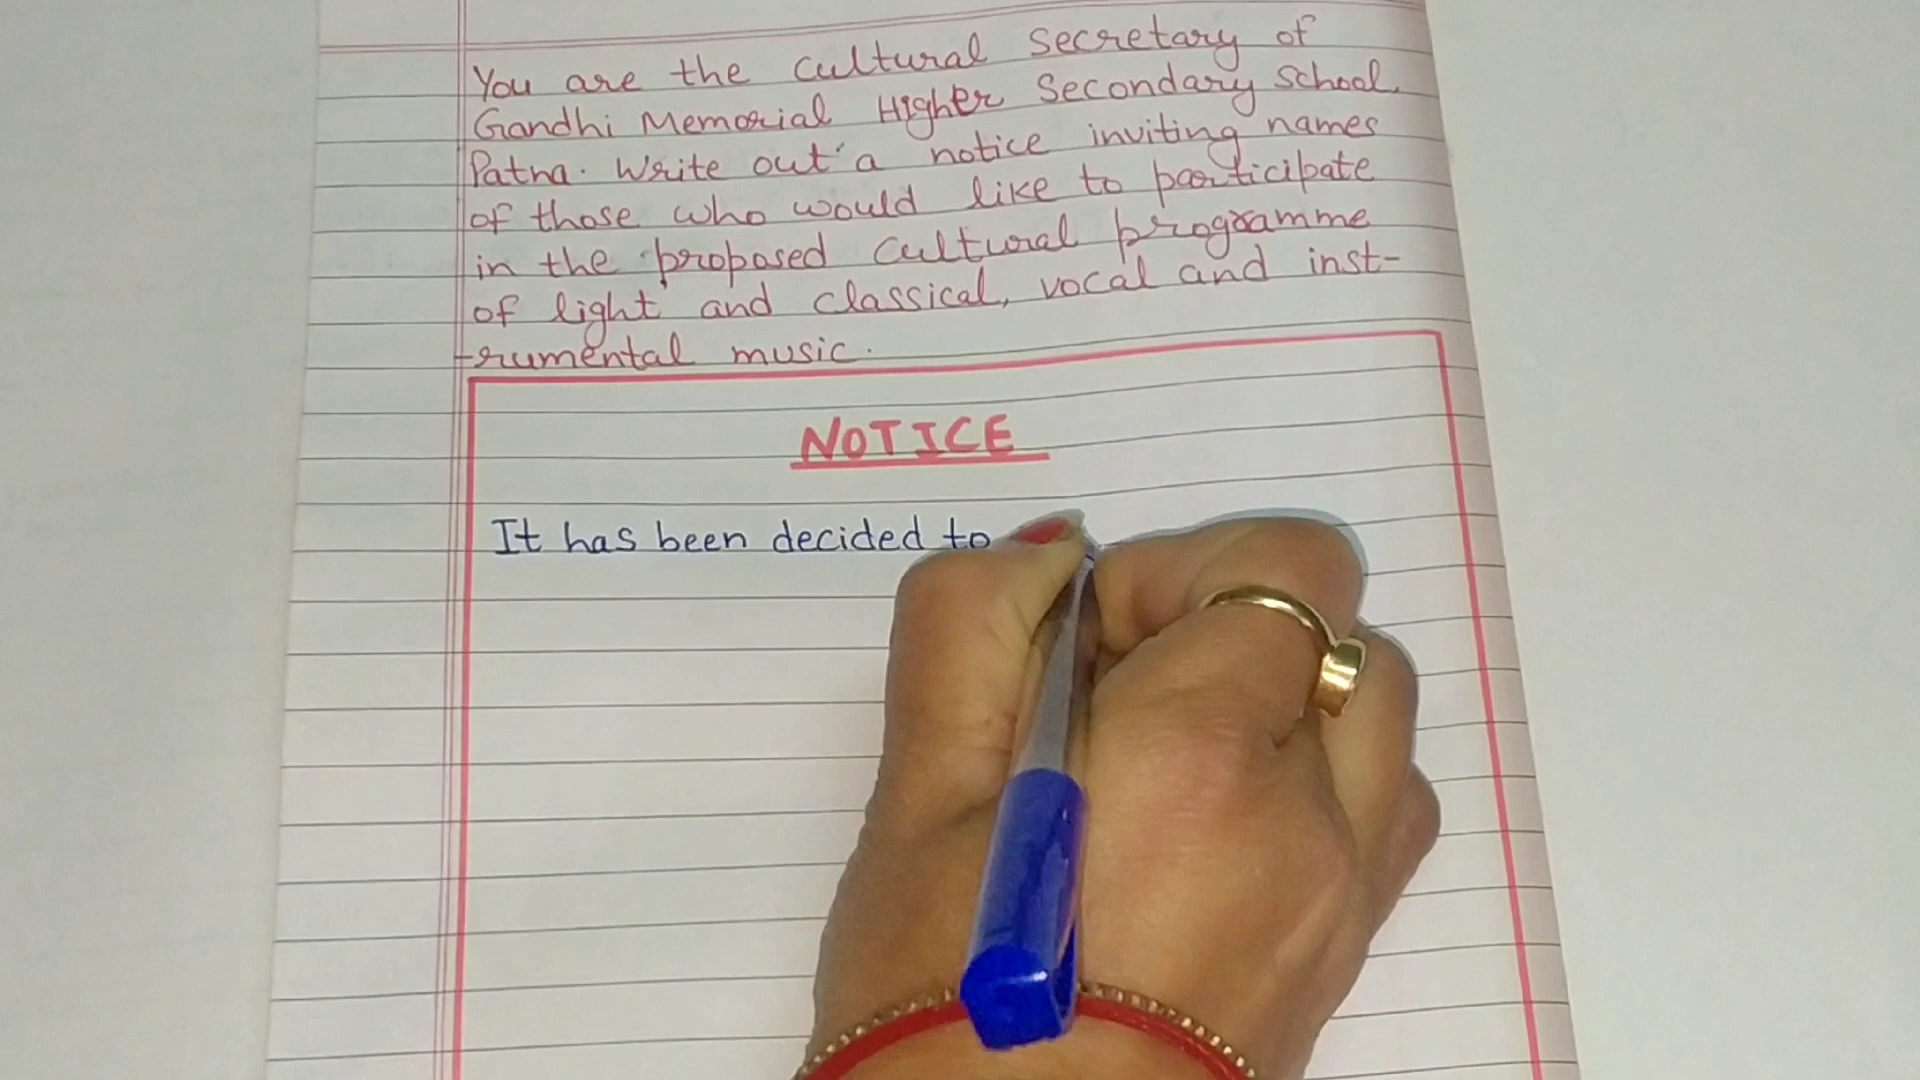 You are the cultural secretary of
Gandhi Memorial Higher Secondary School,
Patna. Write out a notice inviting names
of those who would like to participate
in the proposed cultural programme
of light and classical, vocal and inst-
-rumental music.
NOTICE
It has been decided to